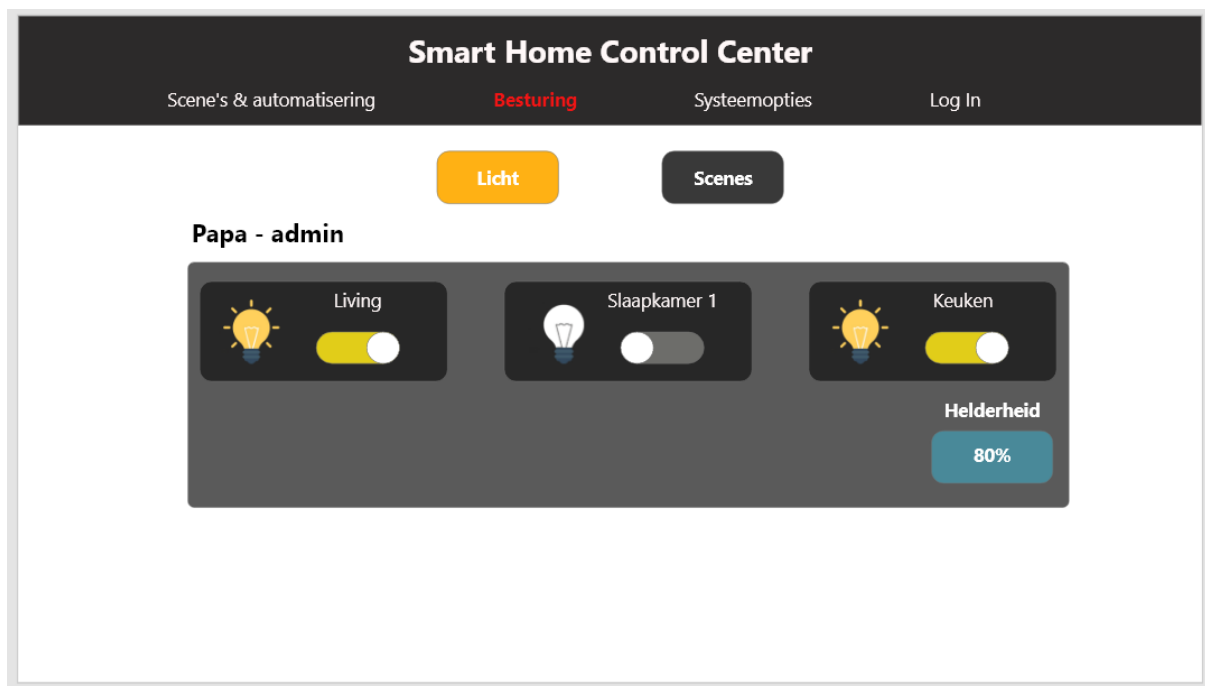 Smart Home Control Center
Scene's & automatisering Besturing Systeemopties Log In
Licht Scenes
Papa - admin
Living Slaapkamer 1 Keuken
Helderheid
80%